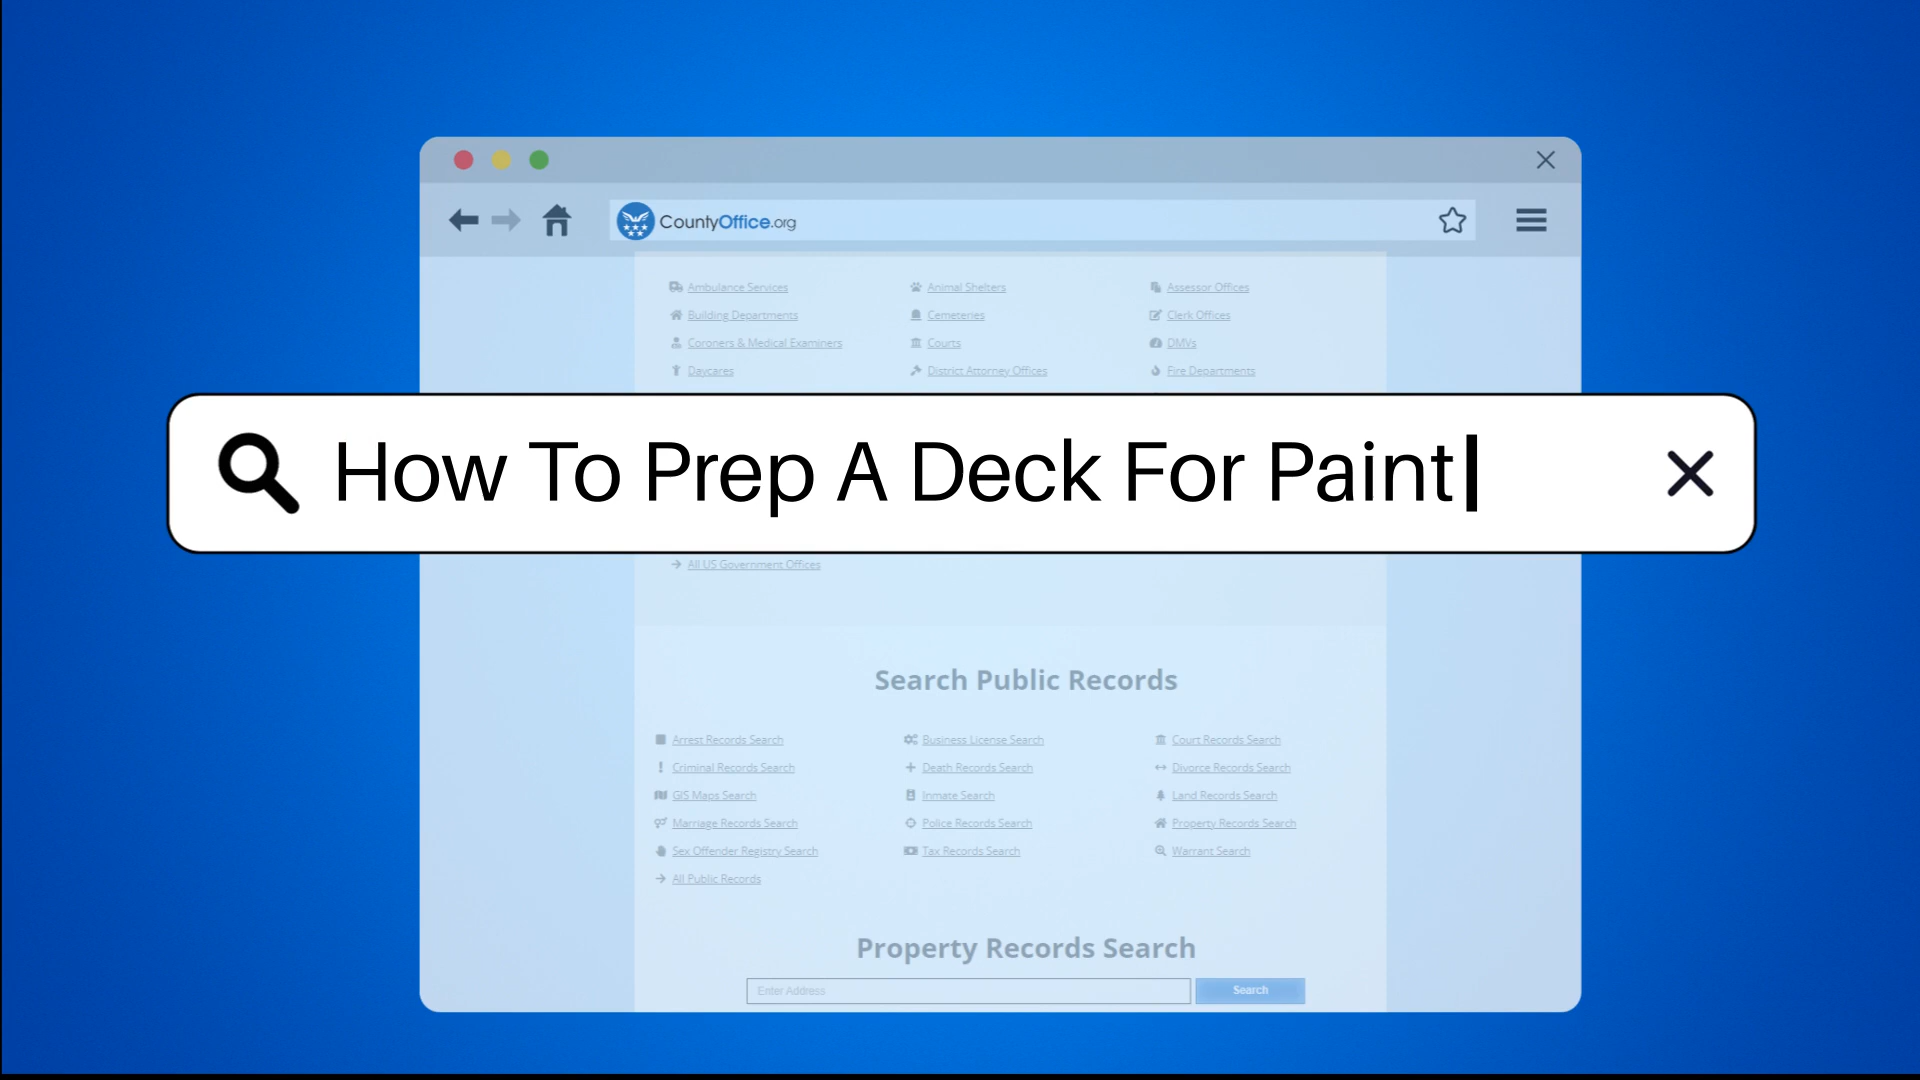 CountyOffice.org
Ambulance Services Animal Shelters Assessor Offices
Building Departments Cemeteries Clerk Offices
Coroners & Medical Examiners Courts DMVs
Daycares District Attorney Offices Fire Departments
How To Prep A Deck For Paint
All US Government Offices
Search Public Records
Arrest Records Search Business License Search Court Records Search
Criminal Records Search Death Records Search Divorce Records Search
GIS Maps Search Inmate Search Land Records Search
Marriage Records Search Police Records Search Property Records Search
Sex Offender Registry Search Tax Records Search Warrant Search
All Public Records
Property Records Search
Enter Address Search